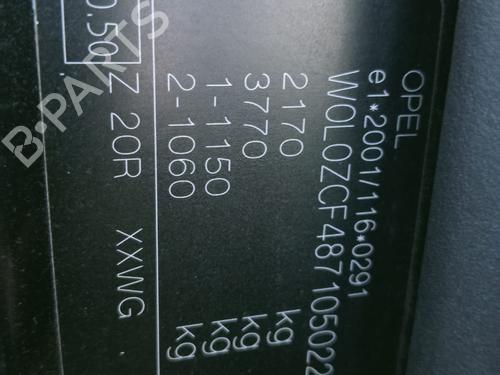 OPEL
e1*2001/116*0291
W0L0ZCF487105022
2170 kg
3770 kg
1-1150 kg
2-1060 kg
Z 20R XXWG
0.50
B-PARTS